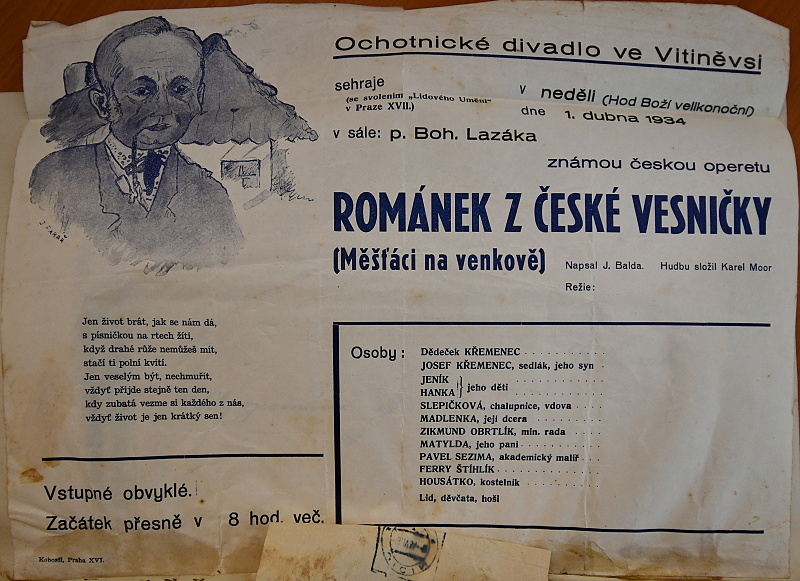 Ochotnické divadlo ve Vitiněvsi
sehraje
(se svolením „Lidového Umění"
v Praze XVII.)
v neděli (Hod Boží velikonoční)
dne 1. dubna 1934
v sále: p. Boh. Lazáka
známou českou operetu
ROMÁNEK Z ČESKÉ VESNIČKY
(Měšťáci na venkově)
Napsal J. Balda. Hudbu složil Karel Moor
Režie:
Jen život brát, jak se nám dá,
s písničkou na rtech žíti,
když drahé růže nemůžeš mít,
stačí ti polní kvítí.
Jen veselým být, nechmuřit,
vždyť přijde stejně ten den,
kdy zubatá vezme si každého z nás,
vždyť život je jen krátký sen!
Vstupné obvyklé.
Začátek přesně v 8 hod. več.
Kobosil, Praha XVI.
Osoby:
Dědeček KŘEMENEC
JOSEF KŘEMENEC, sedlák, jeho syn
JENÍK
HANKA } jeho děti
SLEPIČKOVÁ, chalupnice, vdova
MADLENKA, její dcera
ZIKMUND OBRTLÍK, min. rada
MATYLDA, jeho paní
PAVEL SEZIMA, akademický malíř
FERRY ŠTÍHLÍK
HOUSÁTKO, kostelník
Lid, děvčata, hoši